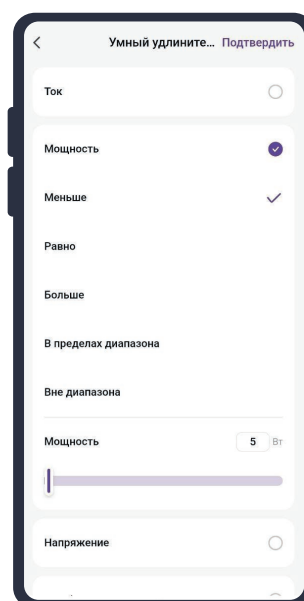 Умный удлините... Подтвердить
Ток
Мощность
Меньше
Равно
Больше
В пределах диапазона
Вне диапазона
Мощность 5 Вт
Напряжение